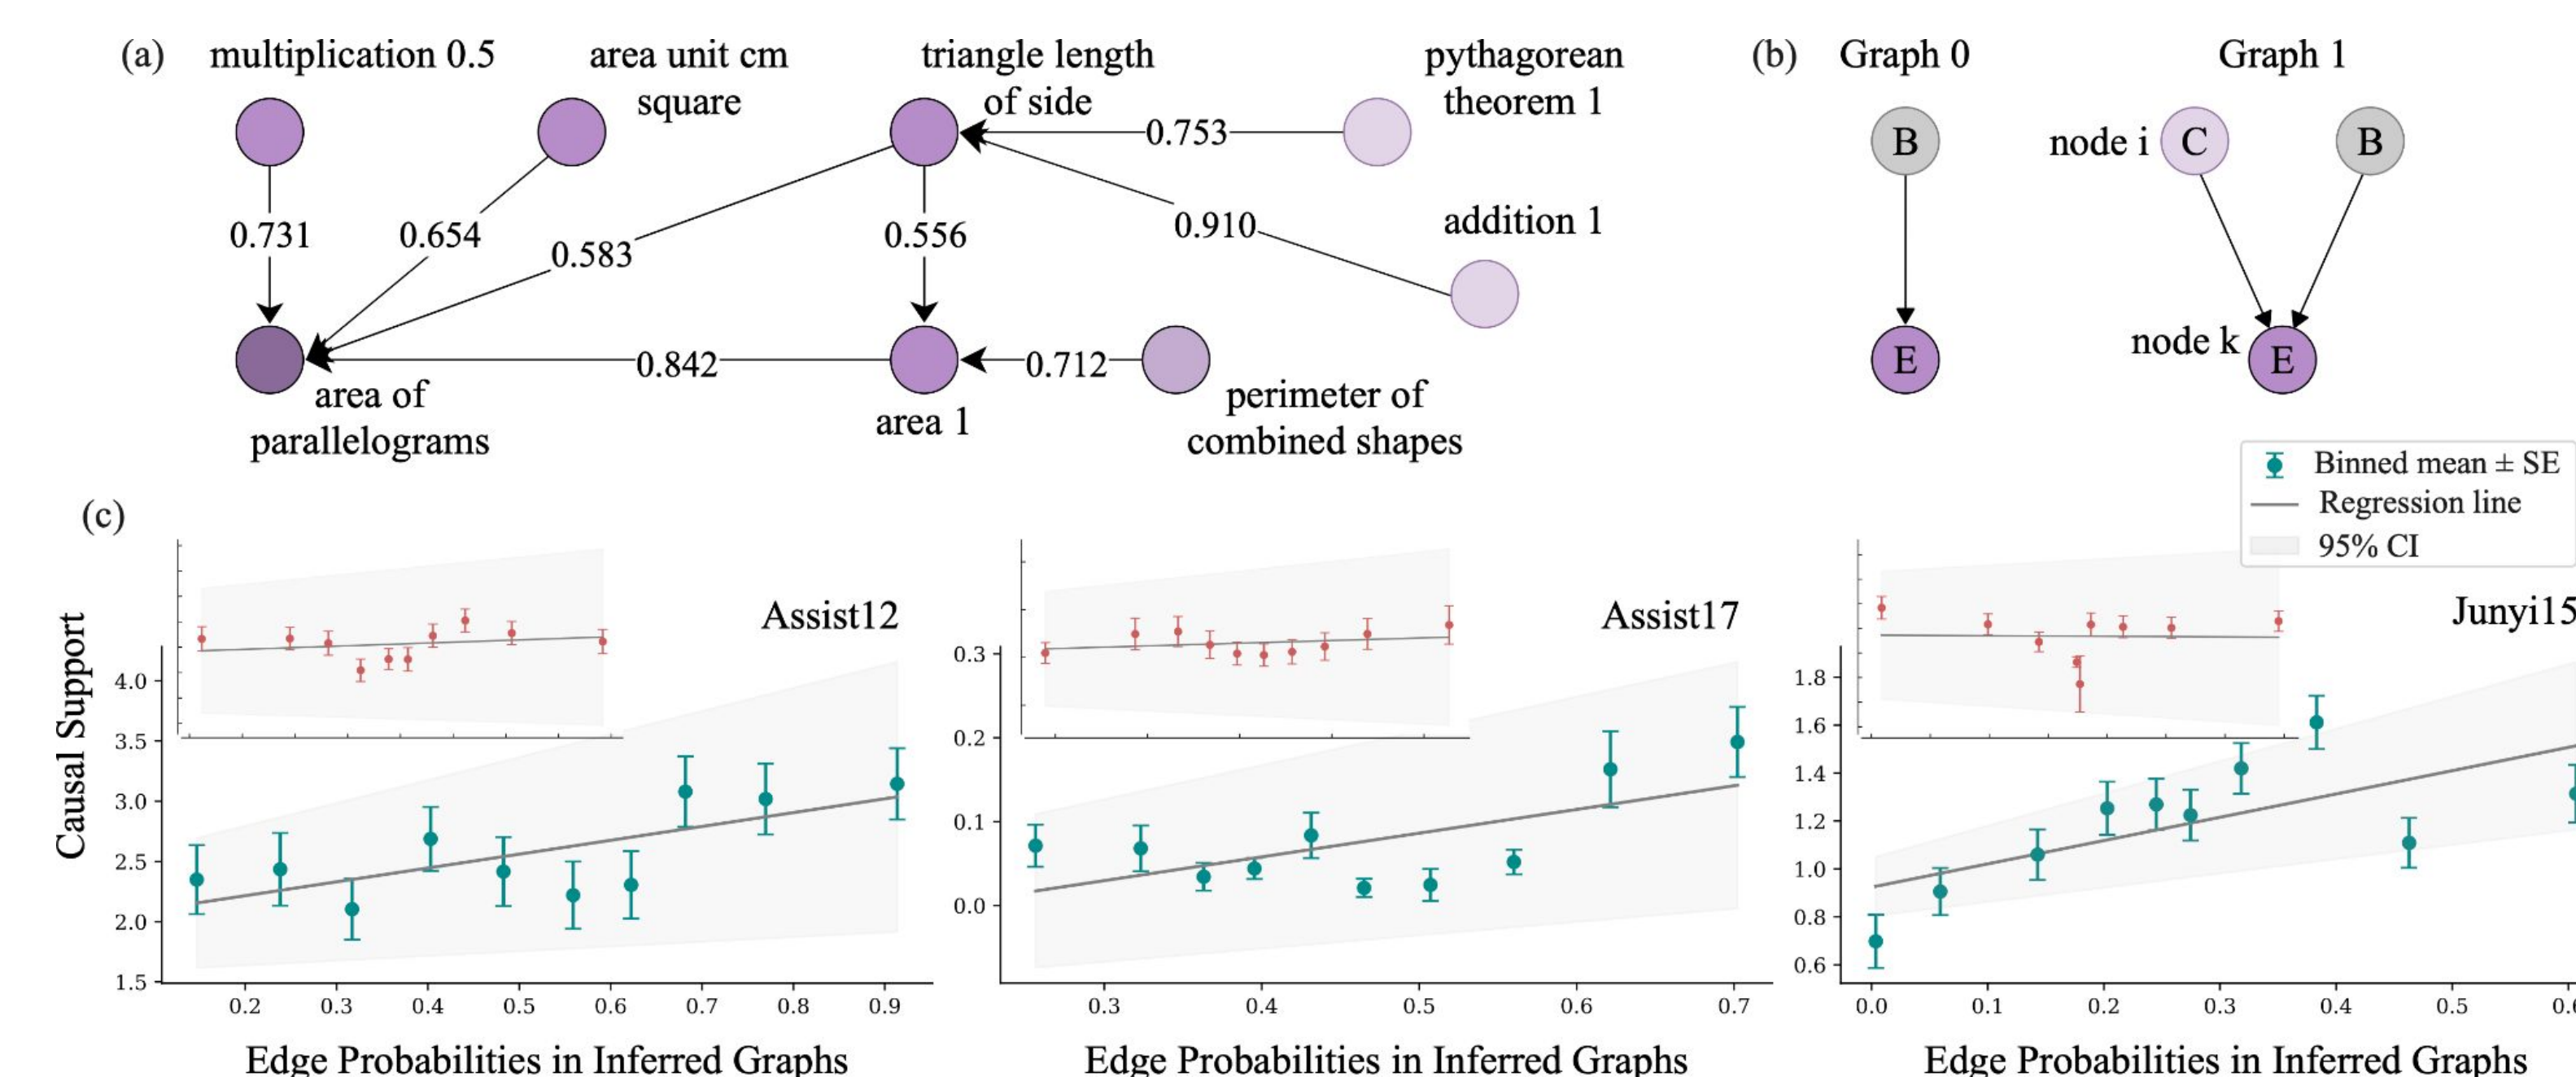 (a)
multiplication 0.5
area unit cm
square
triangle length
of side
pythagorean
theorem 1
0.753
0.910
addition 1
0.731
0.654
0.583
0.556
0.842
0.712
area of
parallelograms
area 1
perimeter of
combined shapes
(b)
Graph 0
Graph 1
B
node i
C
B
E
node k
E
Binned mean ± SE
Regression line
95% CI
(c)
Causal Support
Assist12
4.0
3.5
3.0
2.5
2.0
1.5
0.2 0.3 0.4 0.5 0.6 0.7 0.8 0.9
Edge Probabilities in Inferred Graphs
Assist17
0.3
0.2
0.1
0.0
0.3 0.4 0.5 0.6 0.7
Edge Probabilities in Inferred Graphs
Junyi15
1.8
1.6
1.4
1.2
1.0
0.8
0.6
0.0 0.1 0.2 0.3 0.4 0.5
Edge Probabilities in Inferred Graphs